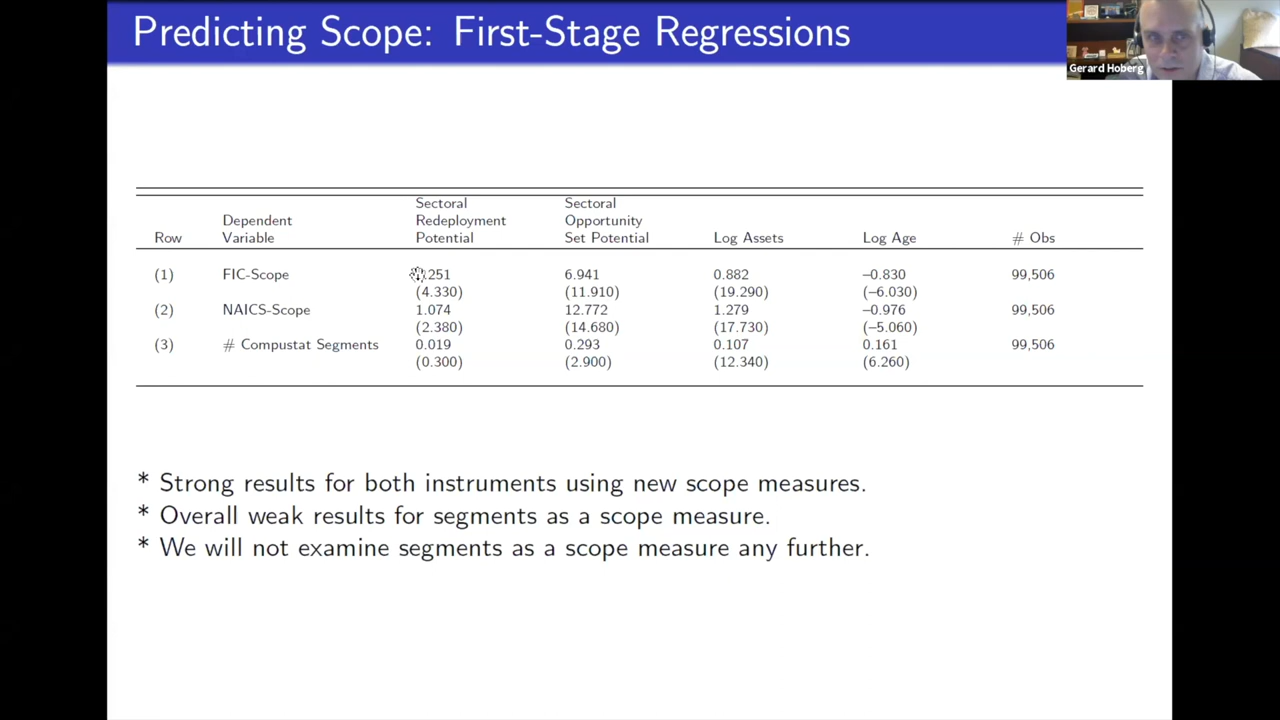 Predicting Scope: First-Stage Regressions
Gerard Hoberg
Sectoral Sectoral
Dependent Redeployment Opportunity
Row Variable Potential Set Potential Log Assets Log Age # Obs
(1) FIC-Scope .251 6.941 0.882 –0.830 99,506
(4.330) (11.910) (19.290) (–6.030)
(2) NAICS-Scope 1.074 12.772 1.279 –0.976 99,506
(2.380) (14.680) (17.730) (–5.060)
(3) # Compustat Segments 0.019 0.293 0.107 0.161 99,506
(0.300) (2.900) (12.340) (6.260)
* Strong results for both instruments using new scope measures.
* Overall weak results for segments as a scope measure.
* We will not examine segments as a scope measure any further.